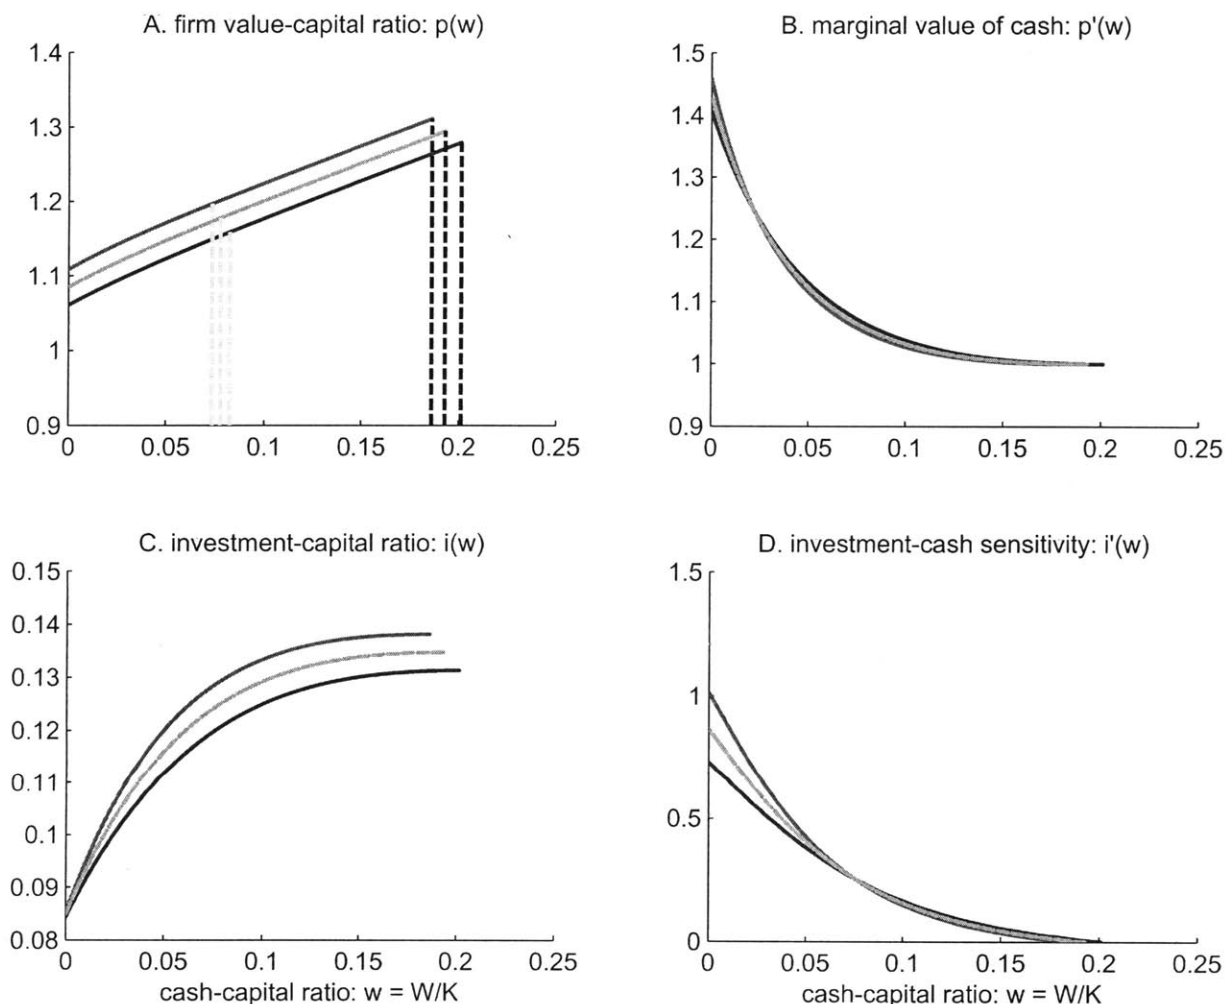 A. firm value-capital ratio: p(w)
1.4
1.3
1.2
1.1
1
0.9
0 0.05 0.1 0.15 0.2 0.25
B. marginal value of cash: p'(w)
1.5
1.4
1.3
1.2
1.1
1
0.9
0 0.05 0.1 0.15 0.2 0.25
C. investment-capital ratio: i(w)
0.15
0.14
0.13
0.12
0.11
0.1
0.09
0.08
0 0.05 0.1 0.15 0.2 0.25
cash-capital ratio: w = W/K
D. investment-cash sensitivity: i'(w)
1.5
1
0.5
0
0 0.05 0.1 0.15 0.2 0.25
cash-capital ratio: w = W/K